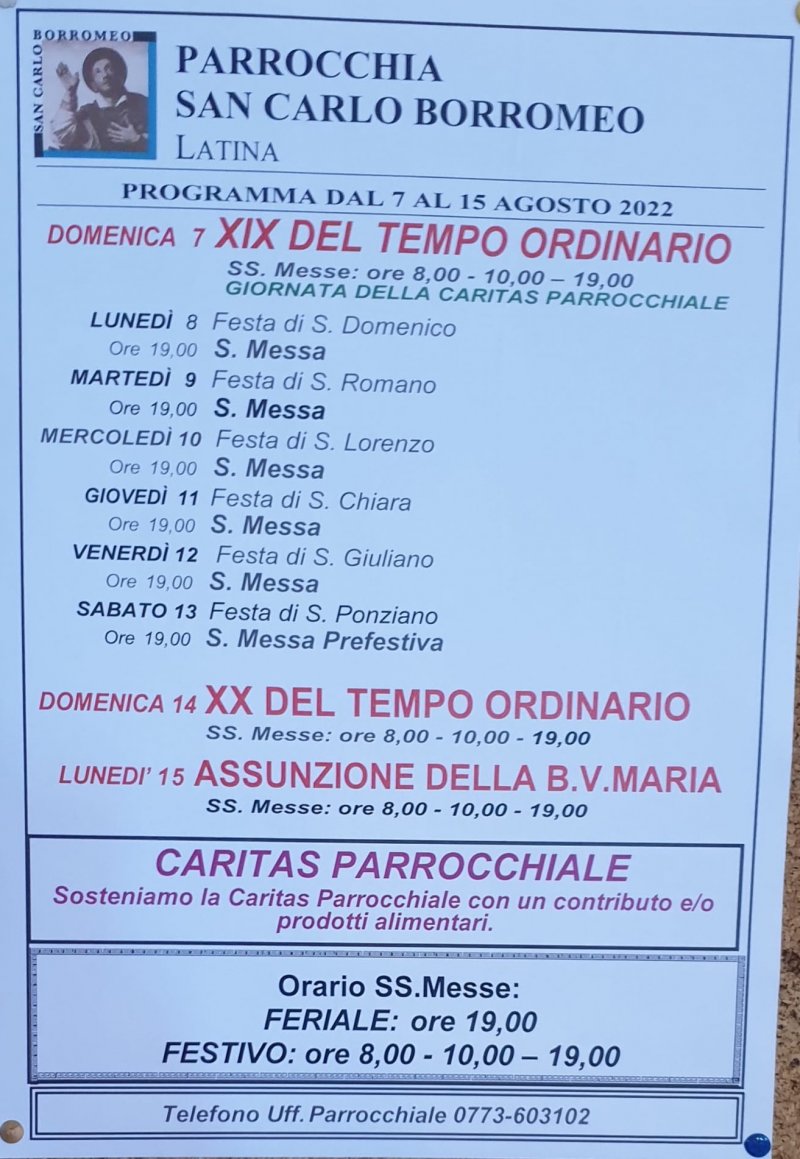 BORROMEO
SAN CARLO
PARROCCHIA
SAN CARLO BORROMEO
LATINA
PROGRAMMA DAL 7 AL 15 AGOSTO 2022
DOMENICA 7 XIX DEL TEMPO ORDINARIO
SS. Messe: ore 8,00 - 10,00 – 19,00
GIORNATA DELLA CARITAS PARROCCHIALE
LUNEDÌ 8 Festa di S. Domenico
Ore 19,00 S. Messa
MARTEDÌ 9 Festa di S. Romano
Ore 19,00 S. Messa
MERCOLEDÌ 10 Festa di S. Lorenzo
Ore 19,00 S. Messa
GIOVEDÌ 11 Festa di S. Chiara
Ore 19,00 S. Messa
VENERDÌ 12 Festa di S. Giuliano
Ore 19,00 S. Messa
SABATO 13 Festa di S. Ponziano
Ore 19,00 S. Messa Prefestiva
DOMENICA 14 XX DEL TEMPO ORDINARIO
SS. Messe: ore 8,00 - 10,00 - 19,00
LUNEDI' 15 ASSUNZIONE DELLA B.V.MARIA
SS. Messe: ore 8,00 - 10,00 - 19,00
CARITAS PARROCCHIALE
Sosteniamo la Caritas Parrocchiale con un contributo e/o
prodotti alimentari.
Orario SS.Messe:
FERIALE: ore 19,00
FESTIVO: ore 8,00 - 10,00 – 19,00
Telefono Uff. Parrocchiale 0773-603102